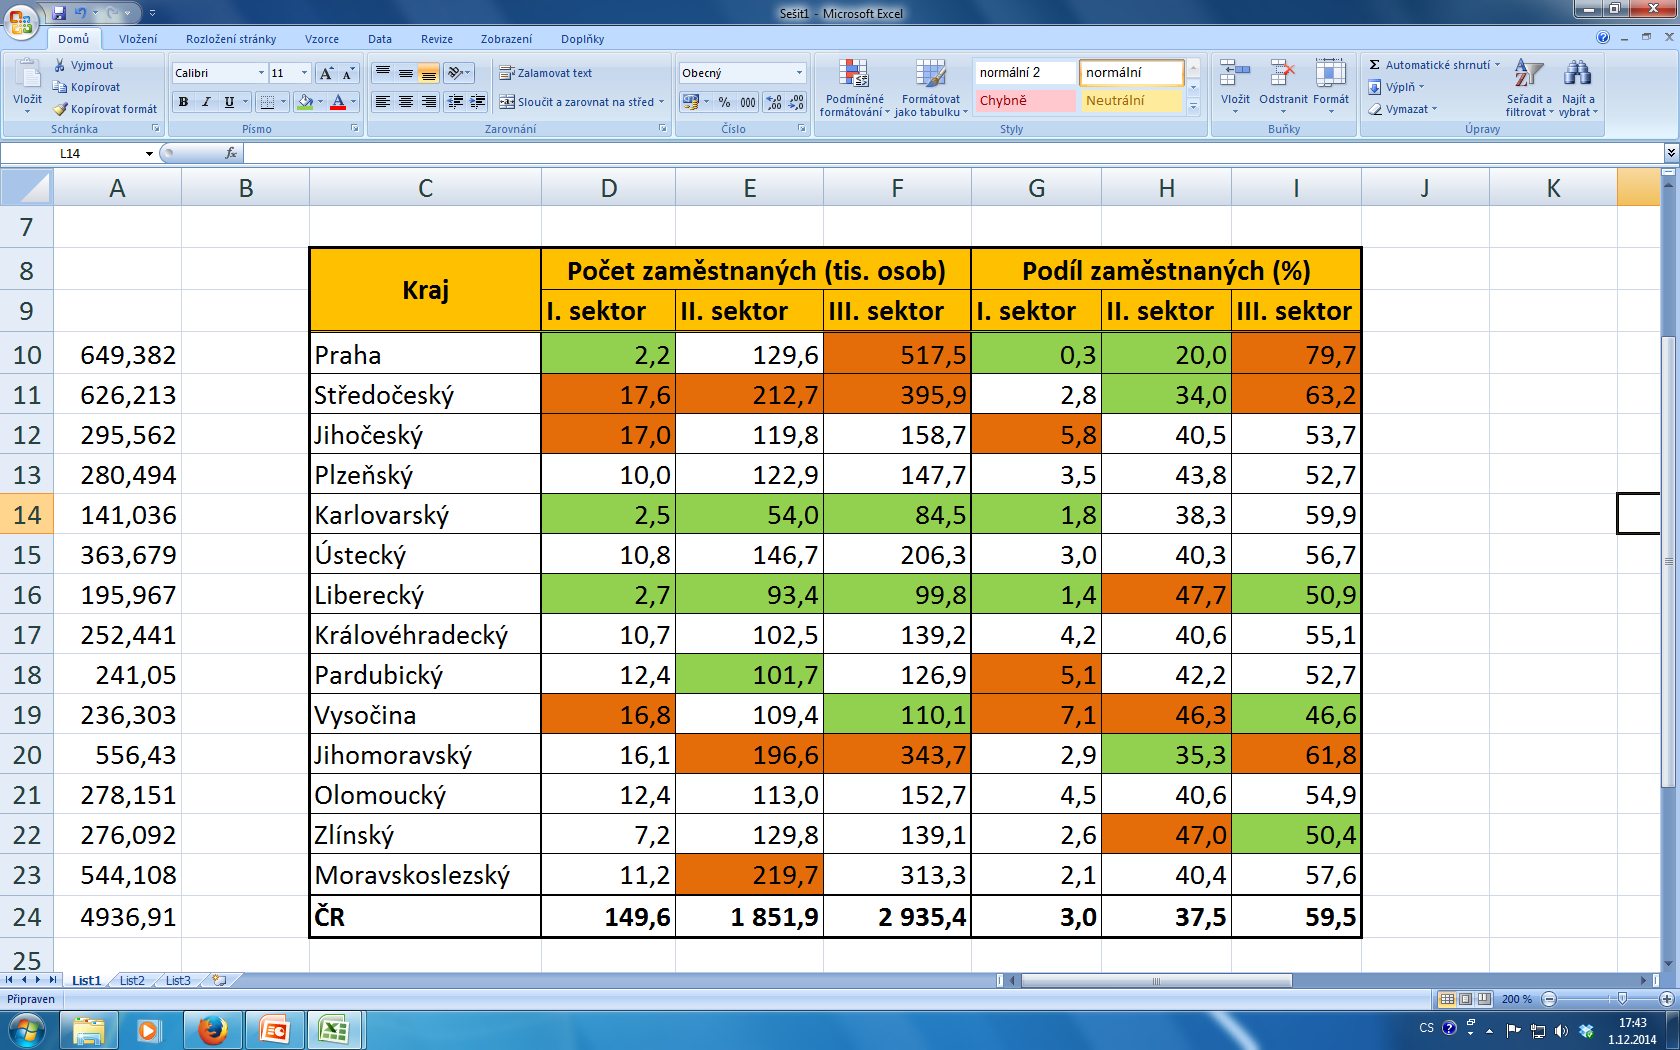 Sešit1 - Microsoft Excel
Domů Vložení Rozložení stránky Vzorce Data Revize Zobrazení Doplňky
Vložit
Vyjmout
Kopírovat
Kopírovat formát
Schránka
Calibri 11
B I U
Písmo
Zalamovat text
Sloučit a zarovnat na střed
Zarovnání
Obecný
% 000
Číslo
Podmíněné formátování
Formátovat jako tabulku
normální 2 normální
Chybně Neutrální
Styly
Vložit Odstranit Formát
Buňky
Σ Automatické shrnutí
Výplň
Vymazat
Seřadit a filtrovat
Najít a vybrat
Úpravy
L14 fx
A B C D E F G H I J K
7
8 Kraj Počet zaměstnaných (tis. osob) Podíl zaměstnaných (%)
9 I. sektor II. sektor III. sektor I. sektor II. sektor III. sektor
10 649,382 Praha 2,2 129,6 517,5 0,3 20,0 79,7
11 626,213 Středočeský 17,6 212,7 395,9 2,8 34,0 63,2
12 295,562 Jihočeský 17,0 119,8 158,7 5,8 40,5 53,7
13 280,494 Plzeňský 10,0 122,9 147,7 3,5 43,8 52,7
14 141,036 Karlovarský 2,5 54,0 84,5 1,8 38,3 59,9
15 363,679 Ústecký 10,8 146,7 206,3 3,0 40,3 56,7
16 195,967 Liberecký 2,7 93,4 99,8 1,4 47,7 50,9
17 252,441 Královéhradecký 10,7 102,5 139,2 4,2 40,6 55,1
18 241,05 Pardubický 12,4 101,7 126,9 5,1 42,2 52,7
19 236,303 Vysočina 16,8 109,4 110,1 7,1 46,3 46,6
20 556,43 Jihomoravský 16,1 196,6 343,7 2,9 35,3 61,8
21 278,151 Olomoucký 12,4 113,0 152,7 4,5 40,6 54,9
22 276,092 Zlínský 7,2 129,8 139,1 2,6 47,0 50,4
23 544,108 Moravskoslezský 11,2 219,7 313,3 2,1 40,4 57,6
24 4936,91 ČR 149,6 1 851,9 2 935,4 3,0 37,5 59,5
25
List1 List2 List3
Připraven 200 %
CS 17:43
1.12.2014